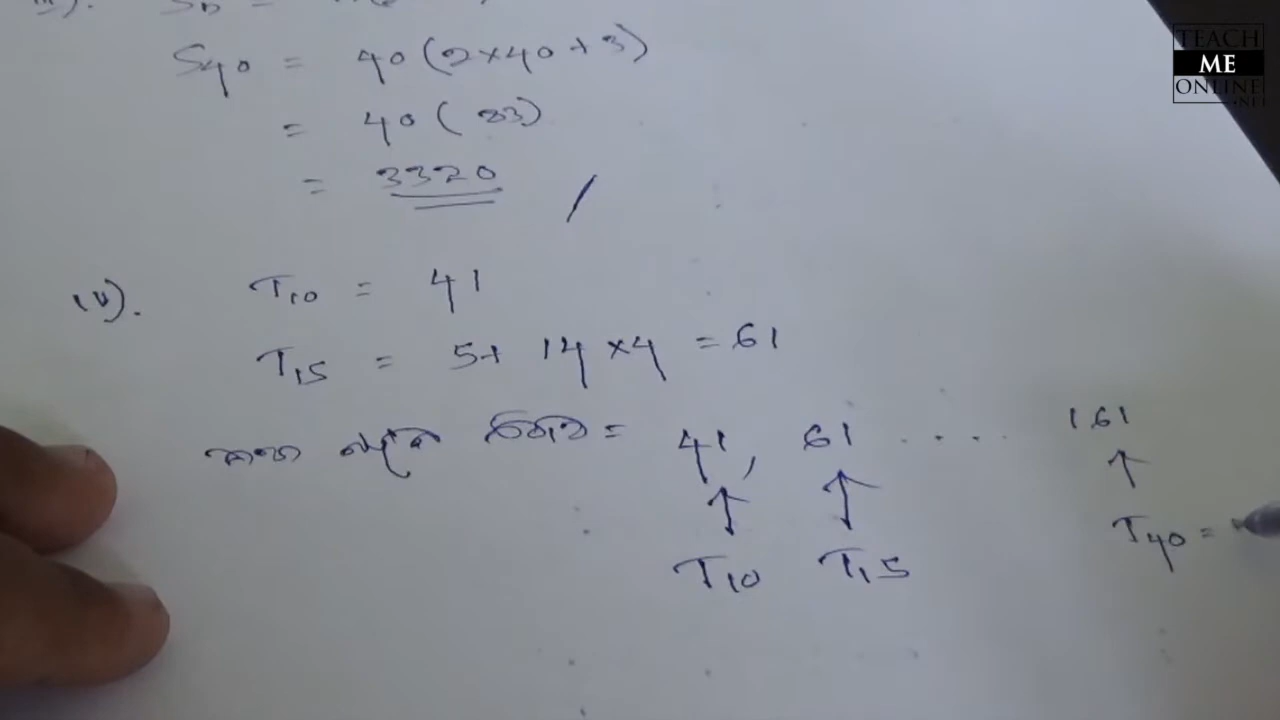 TEACH
ME
ONLINE
.NET
S40 = 40(2×40+3)
= 40(83)
= 3320 /
(v). T10 = 41
T15 = 5+ 14×4 = 61
= 41, 61 .... 161
T10 T15 T40 =